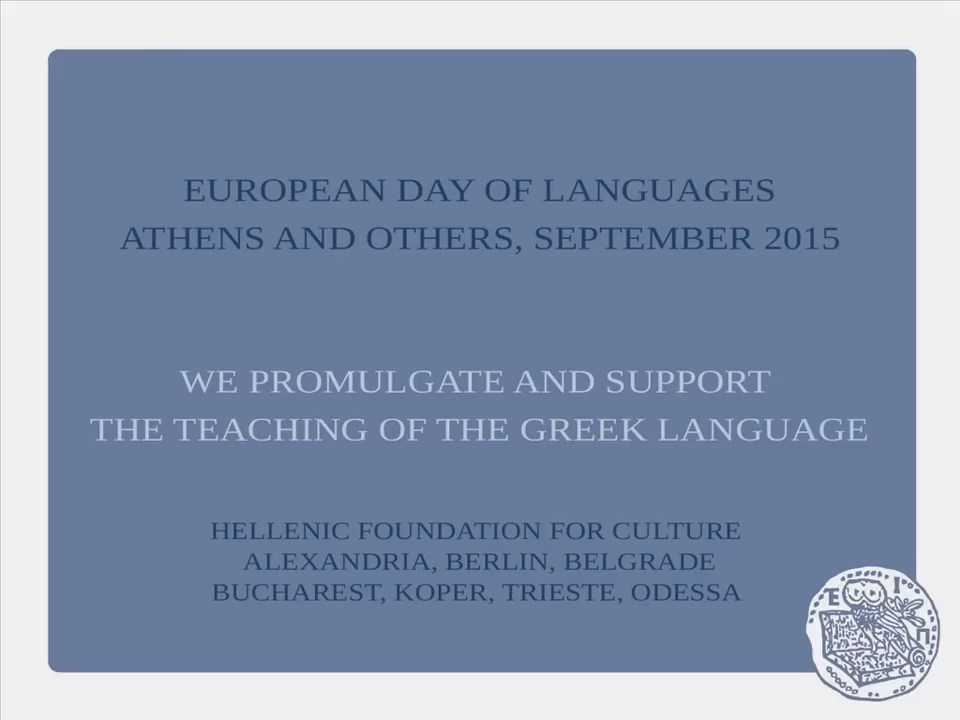 EUROPEAN DAY OF LANGUAGES
ATHENS AND OTHERS, SEPTEMBER 2015
WE PROMULGATE AND SUPPORT
THE TEACHING OF THE GREEK LANGUAGE
HELLENIC FOUNDATION FOR CULTURE
ALEXANDRIA, BERLIN, BELGRADE
BUCHAREST, KOPER, TRIESTE, ODESSA
Ε Ι Π